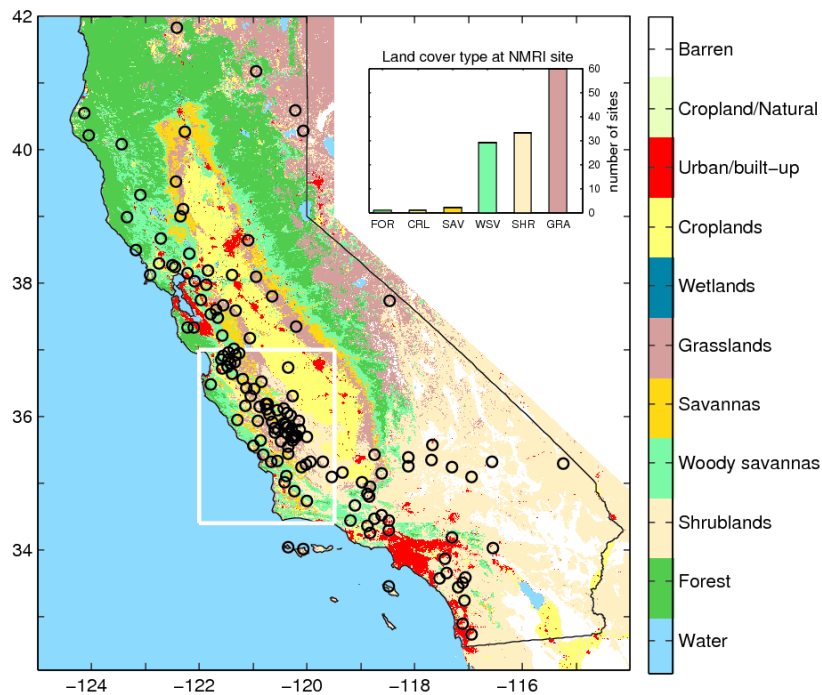 42
40
38
36
34
−124
−122
−120
−118
−116
Land cover type at NMRI site
60
50
40
30
20
10
0
number of sites
FOR CRL SAV WSV SHR GRA
Barren
Cropland/Natural
Urban/built−up
Croplands
Wetlands
Grasslands
Savannas
Woody savannas
Shrublands
Forest
Water